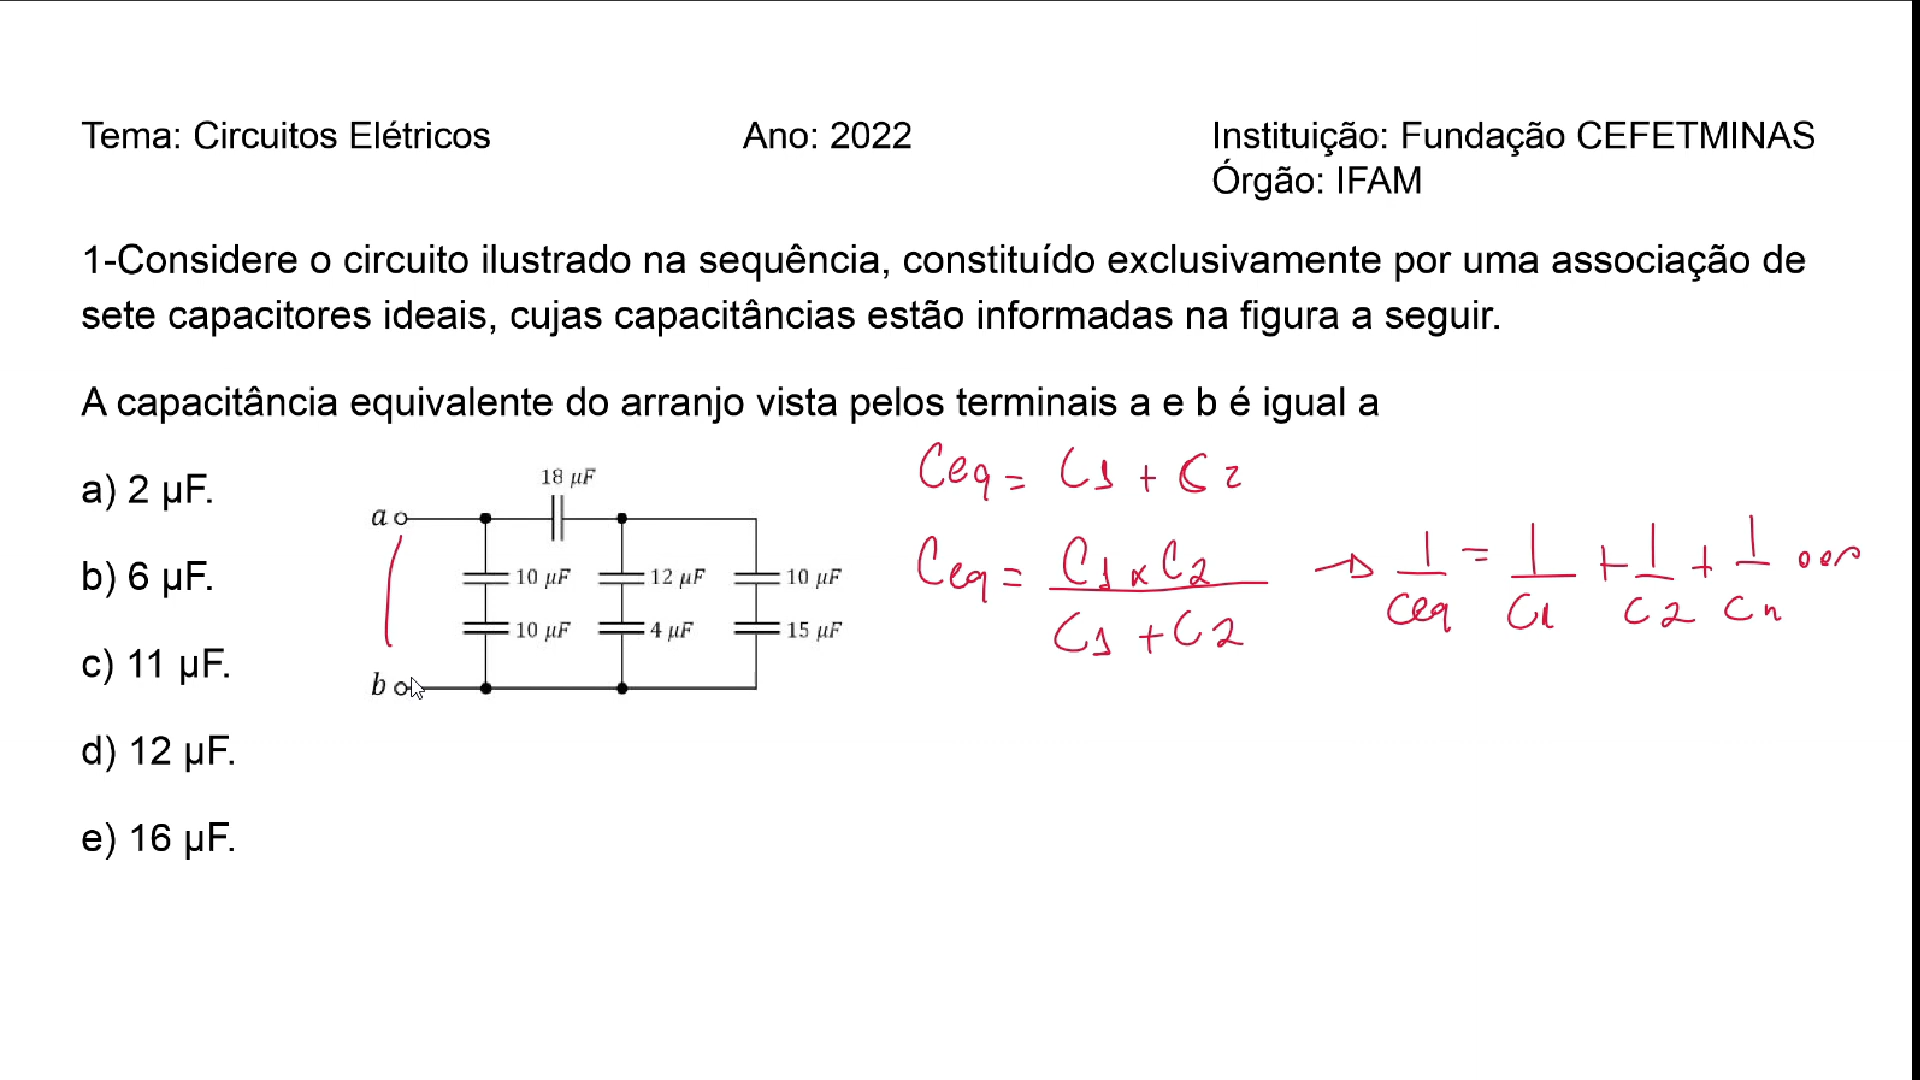 Tema: Circuitos Elétricos Ano: 2022 Instituição: Fundação CEFETMINAS
Órgão: IFAM
1-Considere o circuito ilustrado na sequência, constituído exclusivamente por uma associação de
sete capacitores ideais, cujas capacitâncias estão informadas na figura a seguir.
A capacitância equivalente do arranjo vista pelos terminais a e b é igual a
a) 2 µF.
b) 6 µF.
c) 11 µF.
d) 12 µF.
e) 16 µF.
18 µF
a
10 µF 12 µF 10 µF
10 µF 4 µF 15 µF
b
Ceq = C1 + C2
Ceq = C1 x C2 / C1 + C2 → 1/Ceq = 1/C1 + 1/C2 + 1/Cn ...